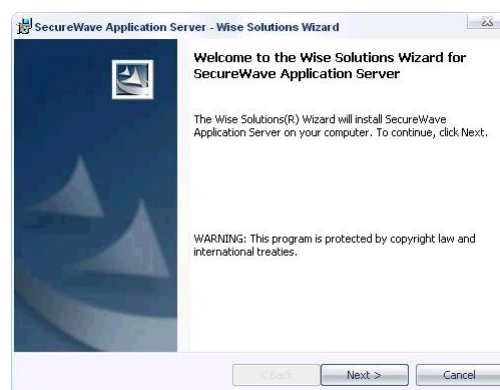 SecureWave Application Server - Wise Solutions Wizard
Welcome to the Wise Solutions Wizard for
SecureWave Application Server
The Wise Solutions(R) Wizard will install SecureWave
Application Server on your computer. To continue, click Next.
WARNING: This program is protected by copyright law and
international treaties.
< Back
Next >
Cancel